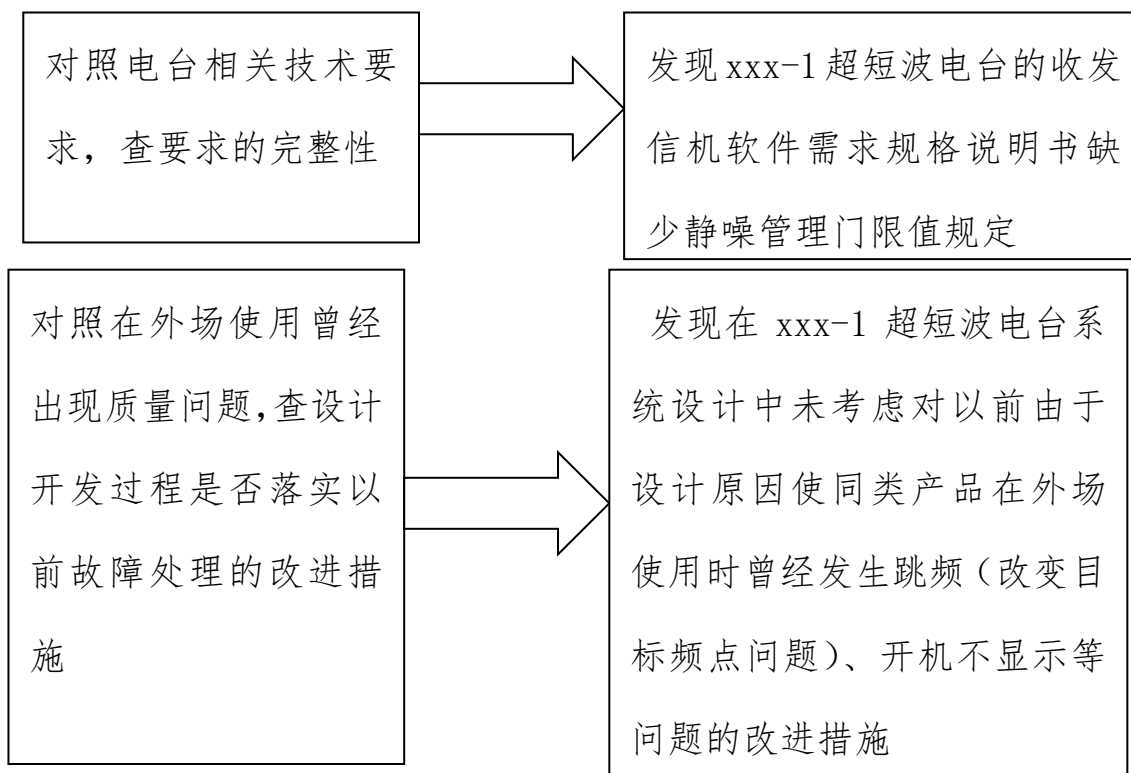 对照电台相关技术要
求，查要求的完整性
发现xxx-1超短波电台的收发
信机软件需求规格说明书缺
少静噪管理门限值规定
对照在外场使用曾经
出现质量问题,查设计
开发过程是否落实以
前故障处理的改进措
施
发现在 xxx-1 超短波电台系
统设计中未考虑对以前由于
设计原因使同类产品在外场
使用时曾经发生跳频（改变目
标频点问题）、开机不显示等
问题的改进措施